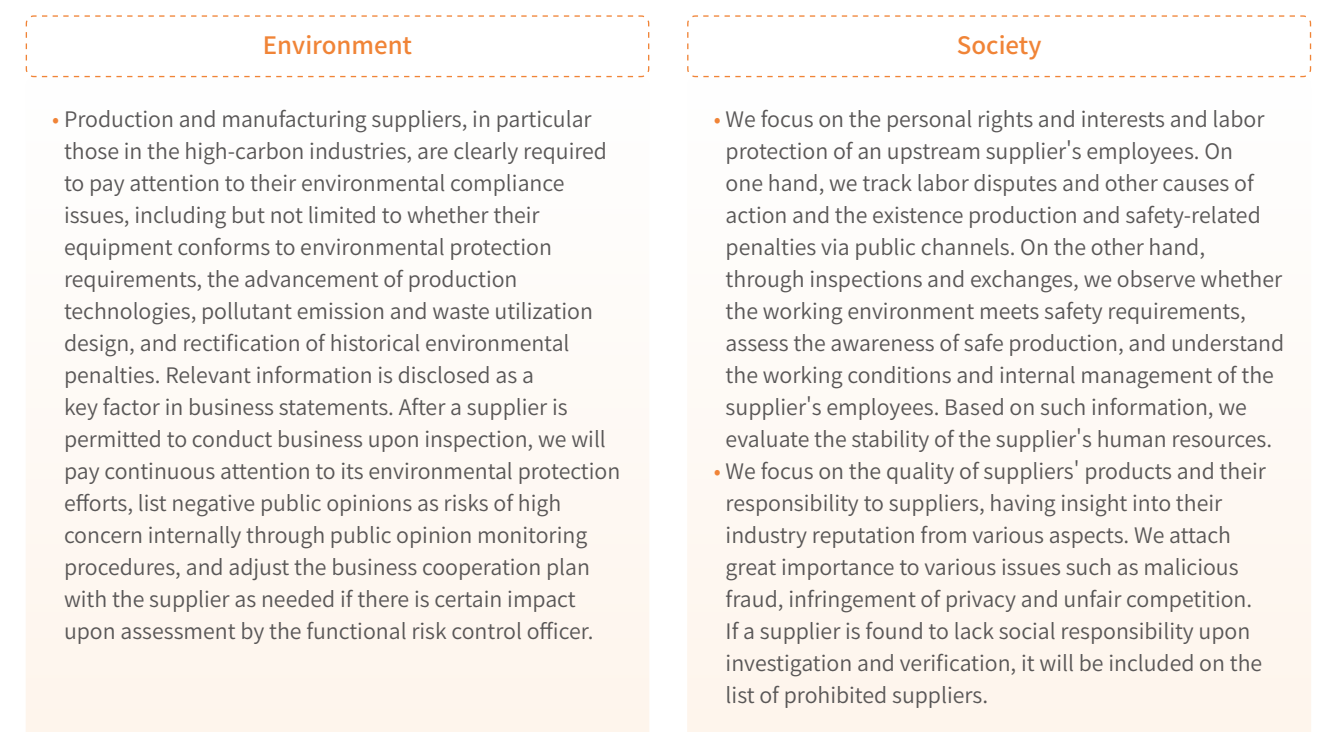 Environment
• Production and manufacturing suppliers, in particular
those in the high-carbon industries, are clearly required
to pay attention to their environmental compliance
issues, including but not limited to whether their
equipment conforms to environmental protection
requirements, the advancement of production
technologies, pollutant emission and waste utilization
design, and rectification of historical environmental
penalties. Relevant information is disclosed as a
key factor in business statements. After a supplier is
permitted to conduct business upon inspection, we will
pay continuous attention to its environmental protection
efforts, list negative public opinions as risks of high
concern internally through public opinion monitoring
procedures, and adjust the business cooperation plan
with the supplier as needed if there is certain impact
upon assessment by the functional risk control officer.
Society
• We focus on the personal rights and interests and labor
protection of an upstream supplier's employees. On
one hand, we track labor disputes and other causes of
action and the existence production and safety-related
penalties via public channels. On the other hand,
through inspections and exchanges, we observe whether
the working environment meets safety requirements,
assess the awareness of safe production, and understand
the working conditions and internal management of the
supplier's employees. Based on such information, we
evaluate the stability of the supplier's human resources.
• We focus on the quality of suppliers' products and their
responsibility to suppliers, having insight into their
industry reputation from various aspects. We attach
great importance to various issues such as malicious
fraud, infringement of privacy and unfair competition.
If a supplier is found to lack social responsibility upon
investigation and verification, it will be included on the
list of prohibited suppliers.